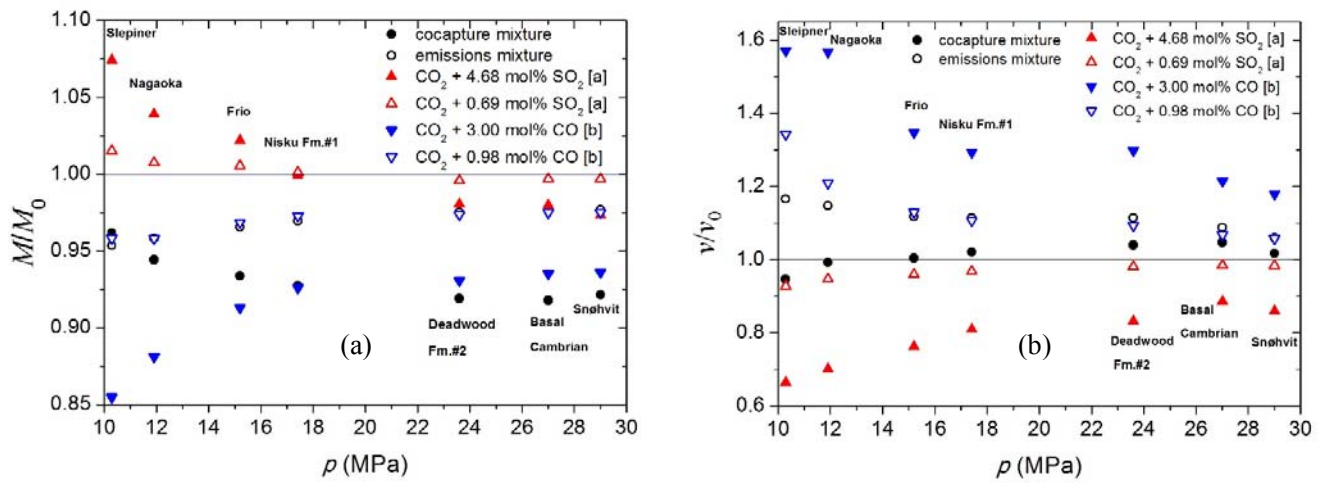 1.10
1.05
1.00
0.95
0.90
0.85
M/M₀
10 12 14 16 18 20 22 24 26 28 30
p (MPa)
Slepiner
Nagaoka
Frio
Nisku Fm.#1
cocapture mixture
emissions mixture
CO₂ + 4.68 mol% SO₂ [a]
CO₂ + 0.69 mol% SO₂ [a]
CO₂ + 3.00 mol% CO [b]
CO₂ + 0.98 mol% CO [b]
(a)
Deadwood
Fm.#2
Basal
Cambrian
Snøhvit
1.6
1.4
1.2
1.0
0.8
0.6
v/v₀
10 12 14 16 18 20 22 24 26 28 30
p (MPa)
Sleipner
Nagaoka
Frio
Nisku Fm.#1
cocapture mixture
emissions mixture
CO₂ + 4.68 mol% SO₂ [a]
CO₂ + 0.69 mol% SO₂ [a]
CO₂ + 3.00 mol% CO [b]
CO₂ + 0.98 mol% CO [b]
(b)
Deadwood
Fm.#2
Basal
Cambrian
Snøhvit